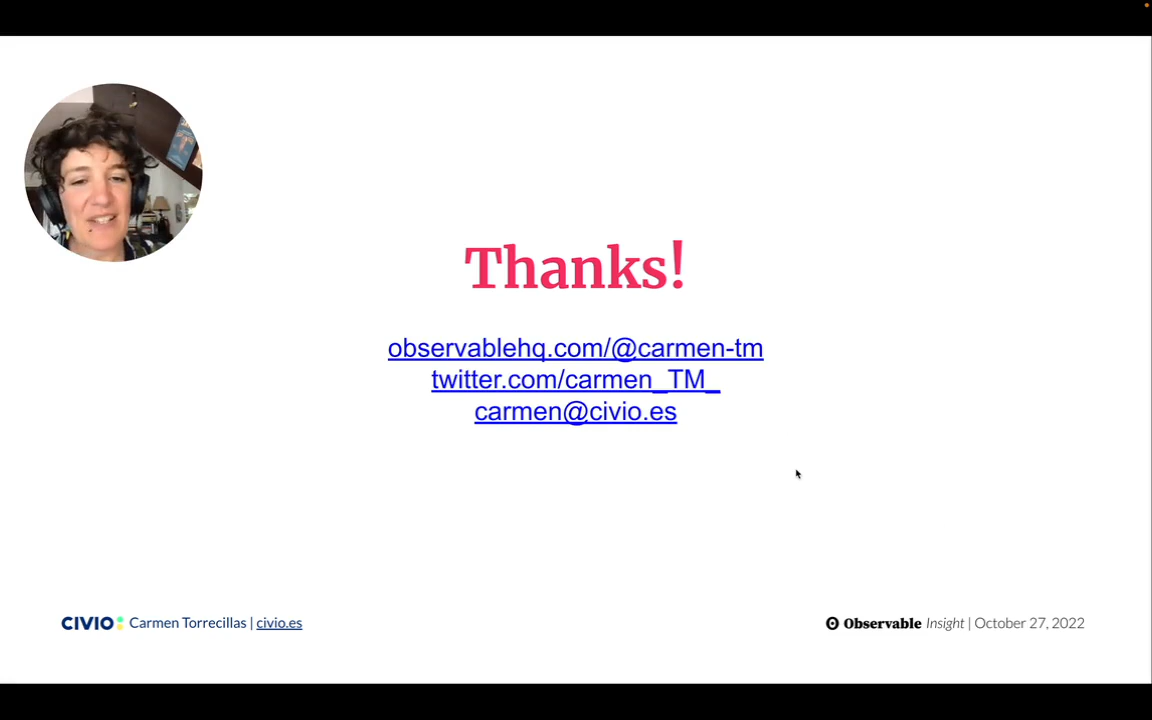 Thanks!
observablehq.com/@carmen-tm
twitter.com/carmen_TM_
carmen@civio.es
CIVIO: Carmen Torrecillas | civio.es
Observable Insight | October 27, 2022